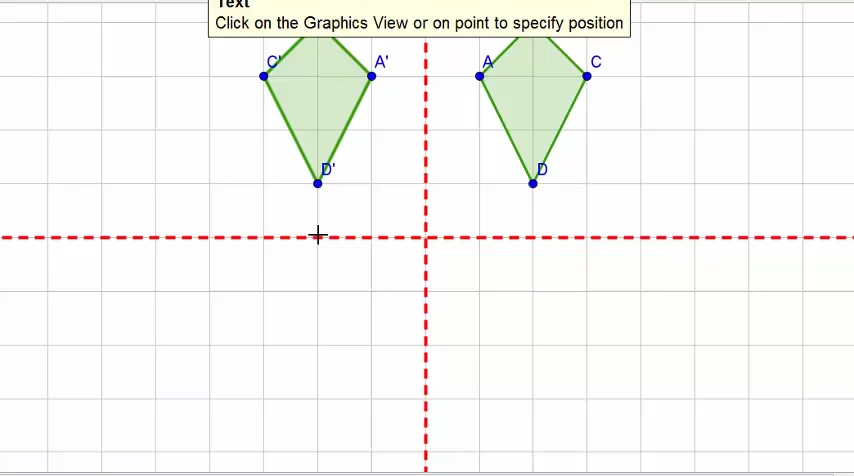 Text
Click on the Graphics View or on point to specify position
C' A' A C
D' D